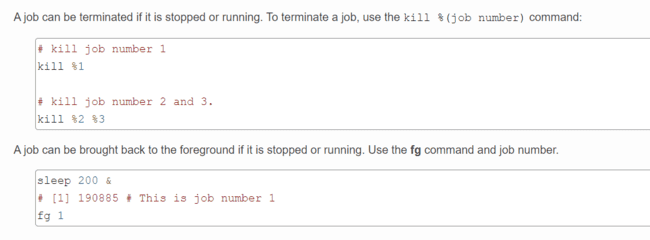 A job can be terminated if it is stopped or running. To terminate a job, use the kill %(job number) command:
# kill job number 1
kill %1
# kill job number 2 and 3.
kill %2 %3
A job can be brought back to the foreground if it is stopped or running. Use the fg command and job number.
sleep 200 &
# [1] 190885 # This is job number 1
fg 1